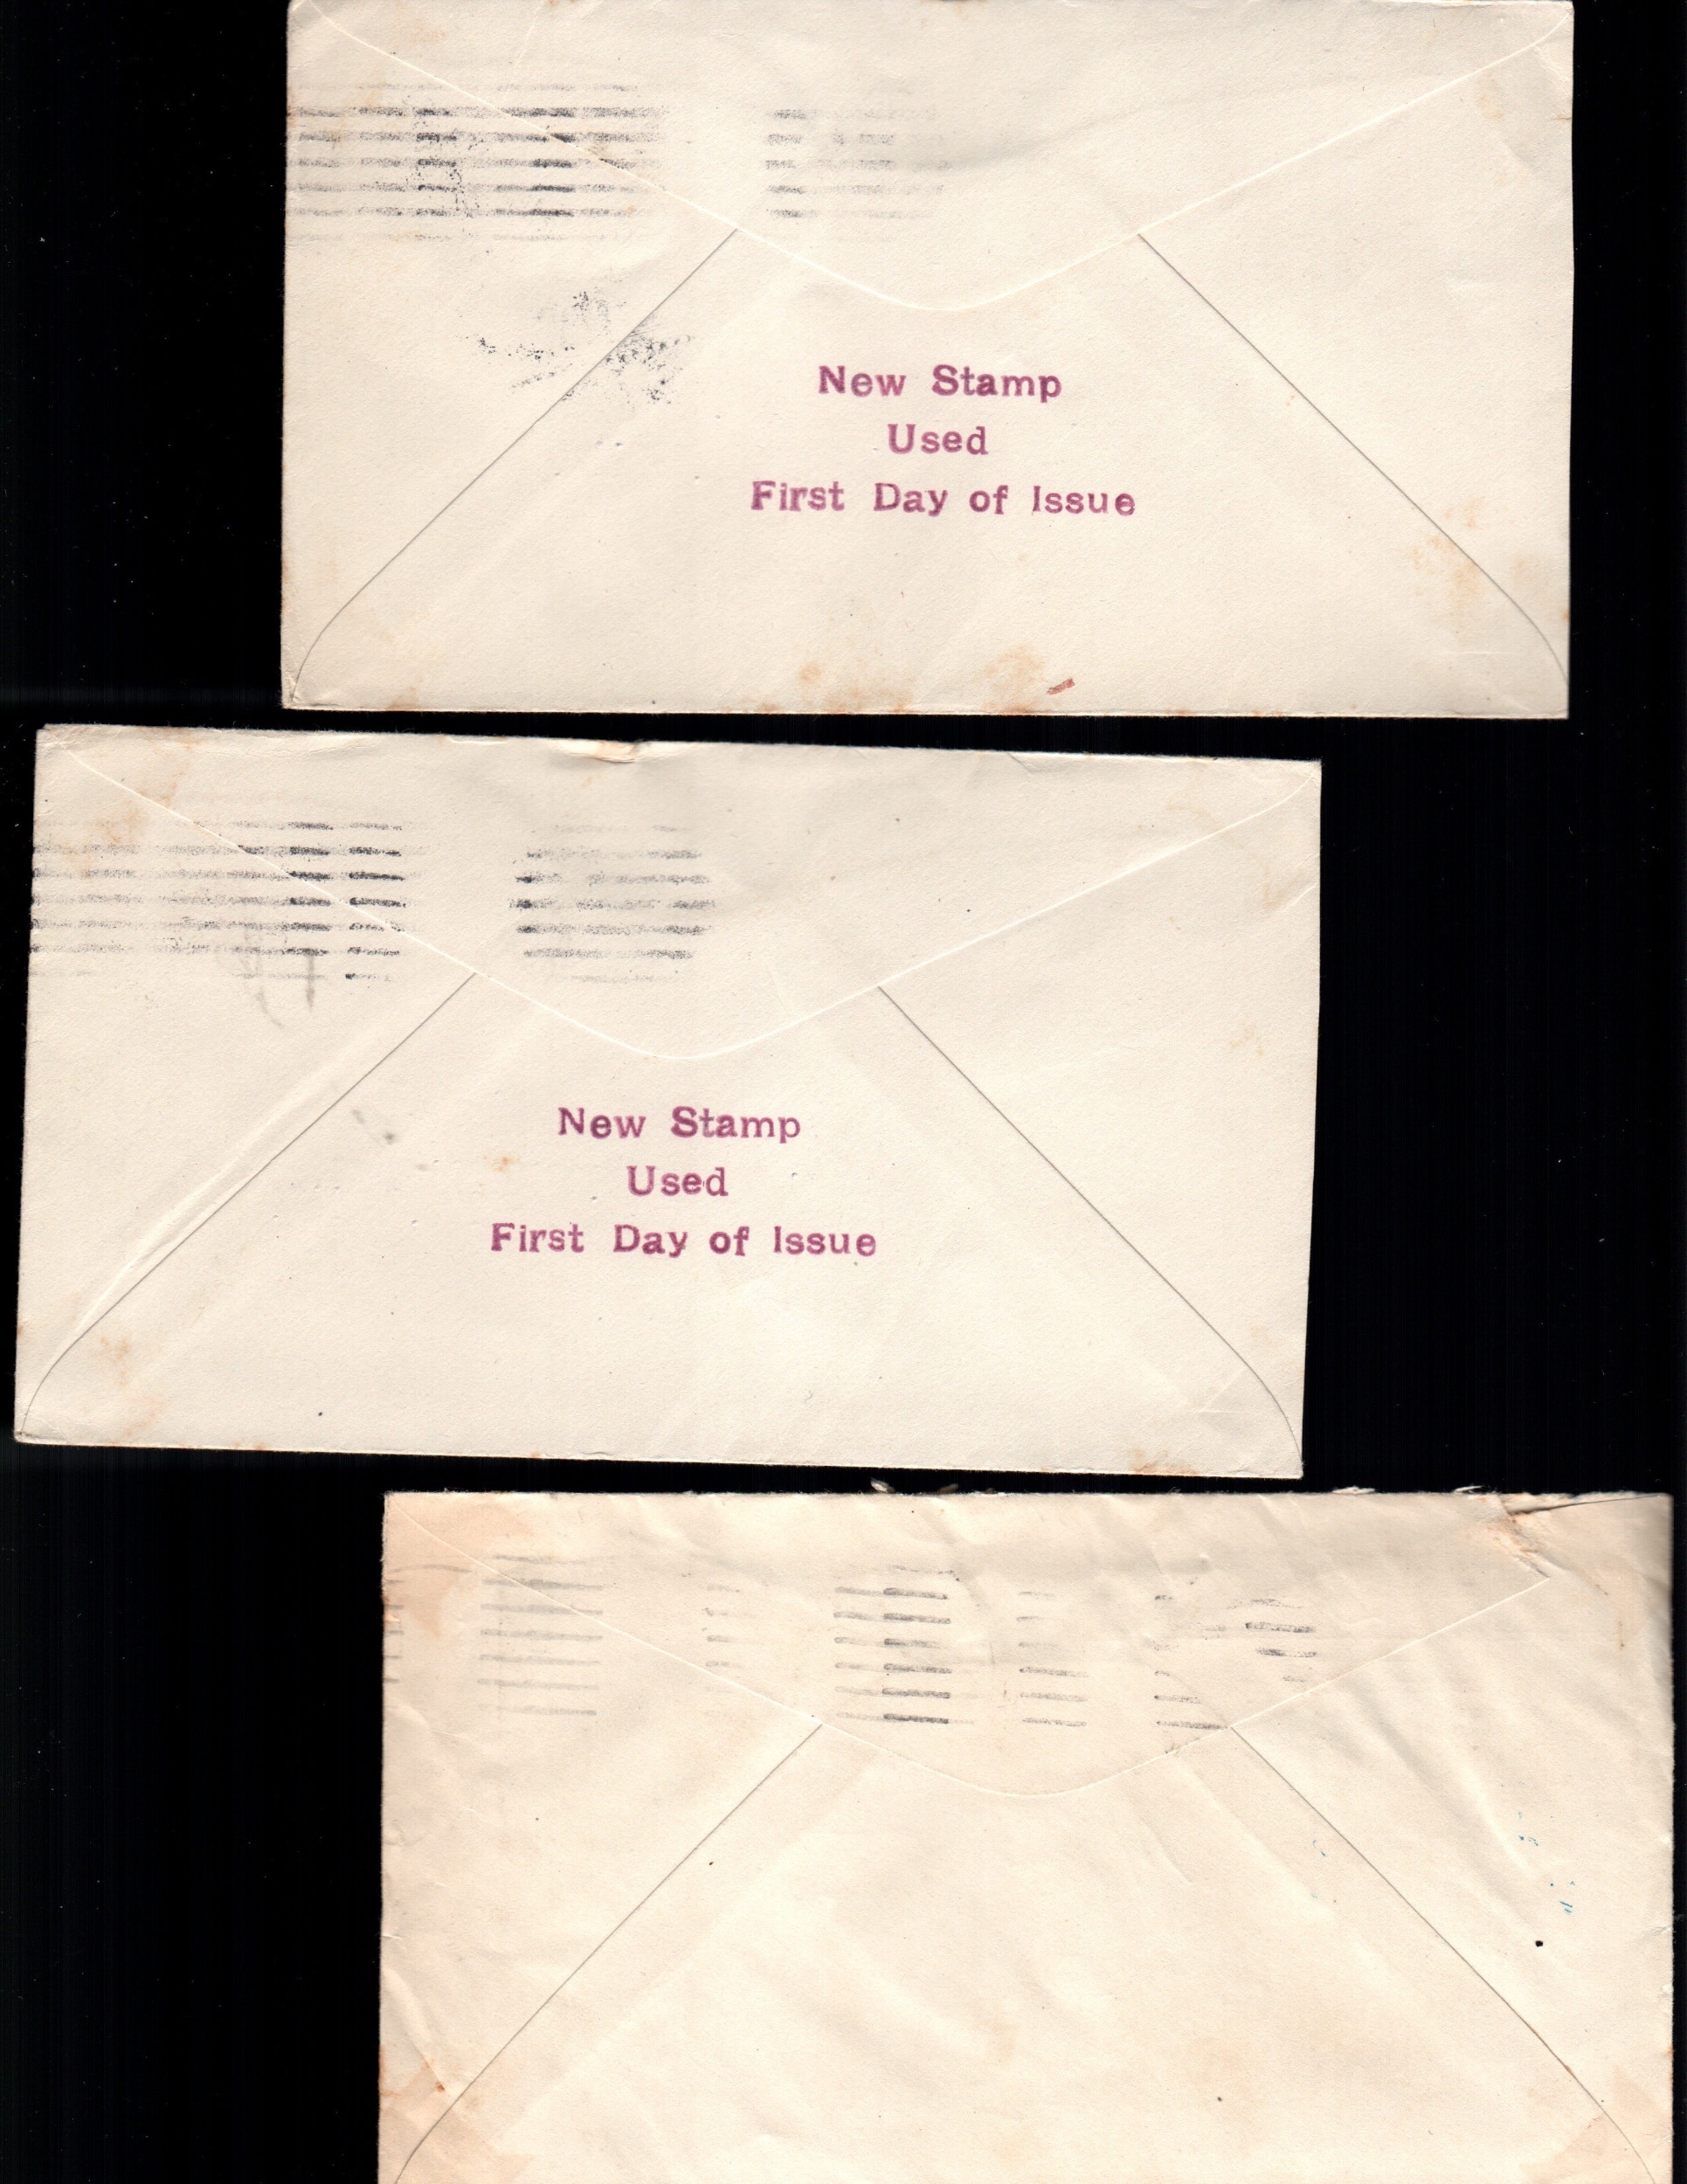 New Stamp
Used
First Day of Issue
New Stamp
Used
First Day of Issue